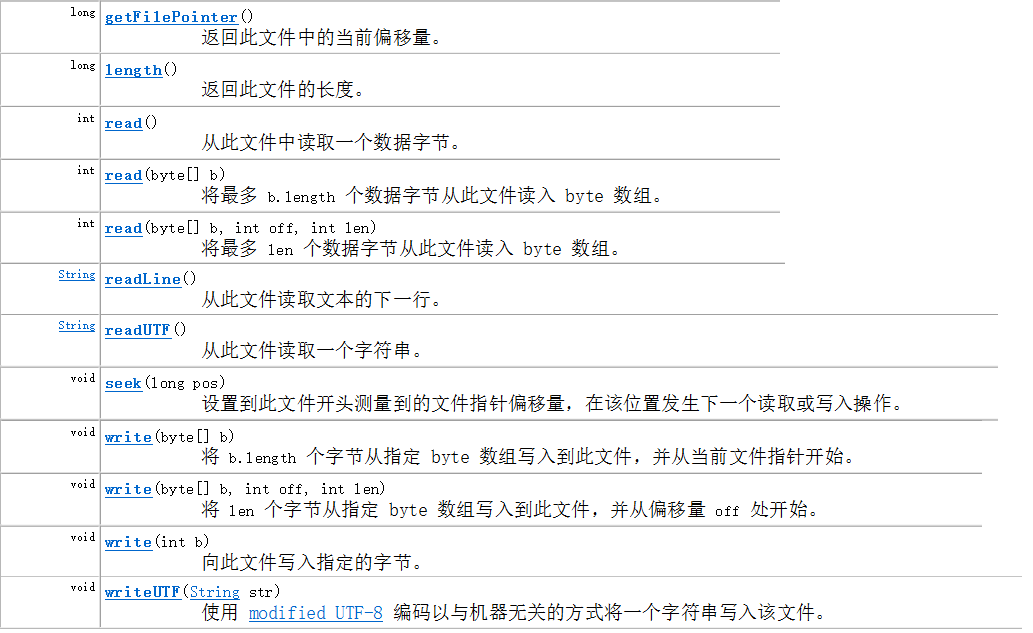 long getFilePointer()
返回此文件中的当前偏移量。
long length()
返回此文件的长度。
int read()
从此文件中读取一个数据字节。
int read(byte[] b)
将最多 b.length 个数据字节从此文件读入 byte 数组。
int read(byte[] b, int off, int len)
将最多 len 个数据字节从此文件读入 byte 数组。
String readLine()
从此文件读取文本的下一行。
String readUTF()
从此文件读取一个字符串。
void seek(long pos)
设置到此文件开头测量到的文件指针偏移量，在该位置发生下一个读取或写入操作。
void write(byte[] b)
将 b.length 个字节从指定 byte 数组写入到此文件，并从当前文件指针开始。
void write(byte[] b, int off, int len)
将 len 个字节从指定 byte 数组写入到此文件，并从偏移量 off 处开始。
void write(int b)
向此文件写入指定的字节。
void writeUTF(String str)
使用 modified UTF-8 编码以与机器无关的方式将一个字符串写入该文件。